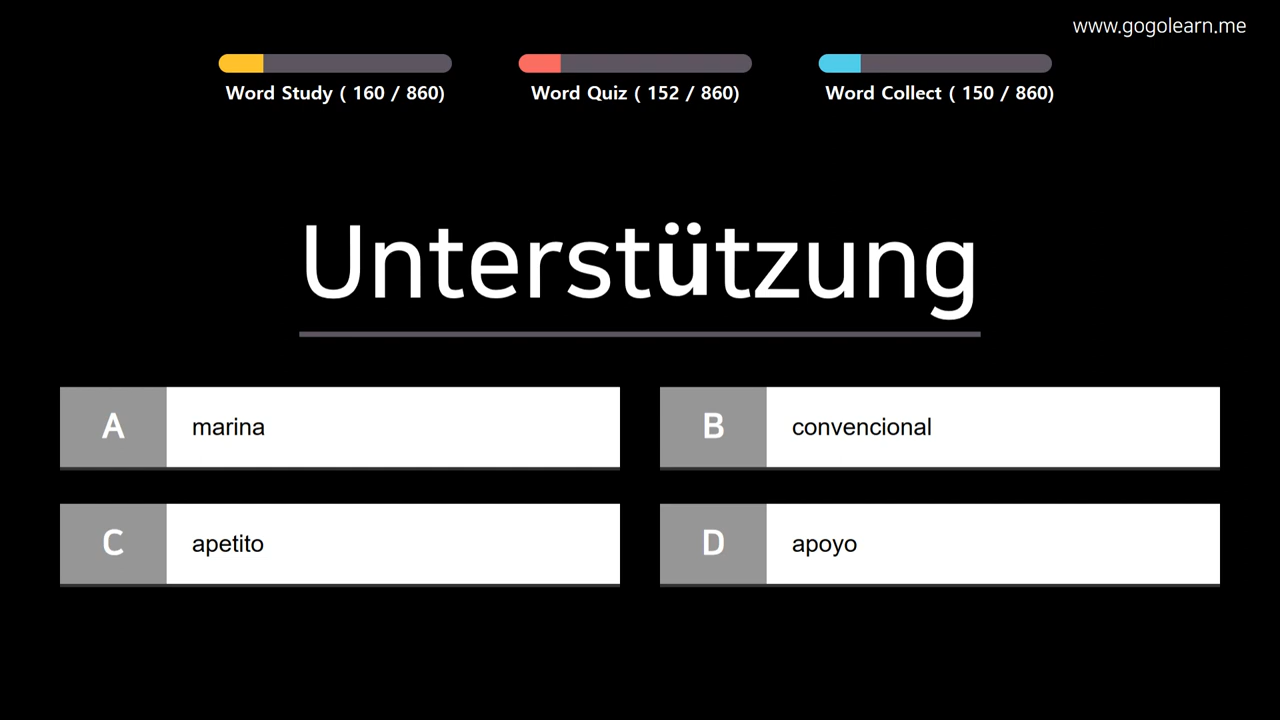 www.gogolearn.me
Word Study ( 160 / 860)
Word Quiz ( 152 / 860)
Word Collect ( 150 / 860)
Unterstützung
A marina
B convencional
C apetito
D apoyo